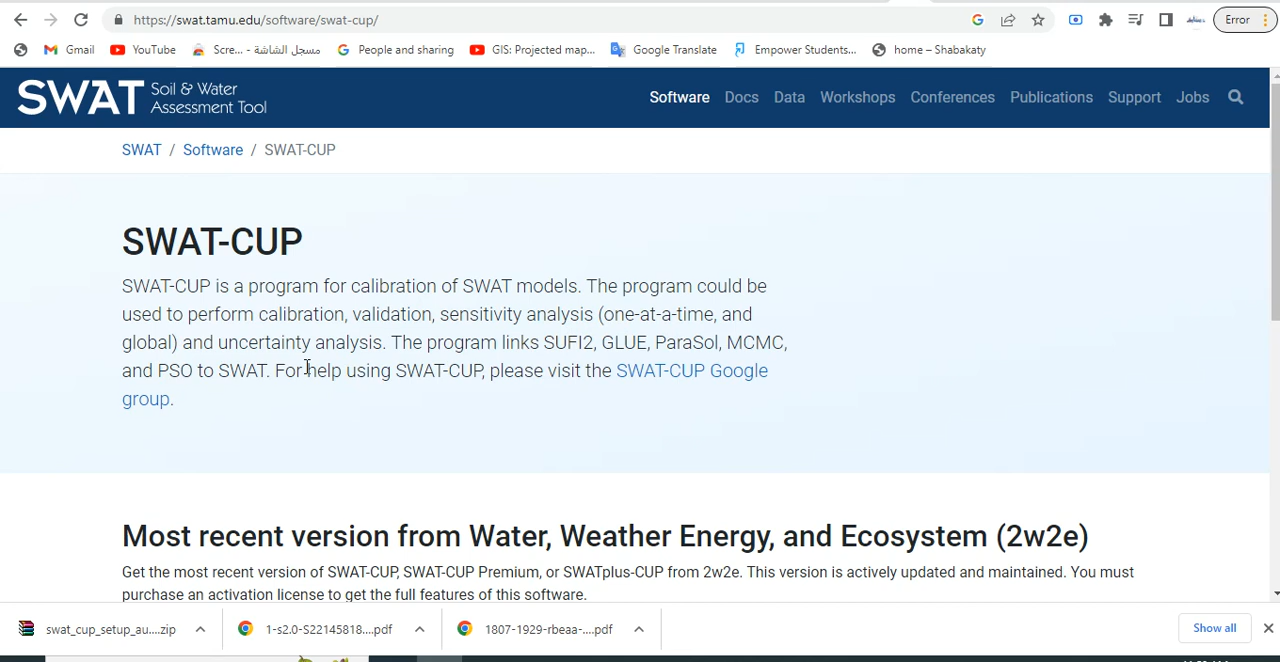 https://swat.tamu.edu/software/swat-cup/
Error
Gmail
YouTube
Scre... - مسجل الشاشة
People and sharing
GIS: Projected map...
Google Translate
Empower Students...
home – Shabakaty
SWAT Soil & Water
Assessment Tool
Software Docs Data Workshops Conferences Publications Support Jobs
SWAT / Software / SWAT-CUP
SWAT-CUP
SWAT-CUP is a program for calibration of SWAT models. The program could be
used to perform calibration, validation, sensitivity analysis (one-at-a-time, and
global) and uncertainty analysis. The program links SUFI2, GLUE, ParaSol, MCMC,
and PSO to SWAT. For help using SWAT-CUP, please visit the SWAT-CUP Google
group.
Most recent version from Water, Weather Energy, and Ecosystem (2w2e)
Get the most recent version of SWAT-CUP, SWAT-CUP Premium, or SWATplus-CUP from 2w2e. This version is actively updated and maintained. You must
purchase an activation license to get the full features of this software.
swat_cup_setup_au....zip
1-s2.0-S22145818....pdf
1807-1929-rbeaa-....pdf
Show all